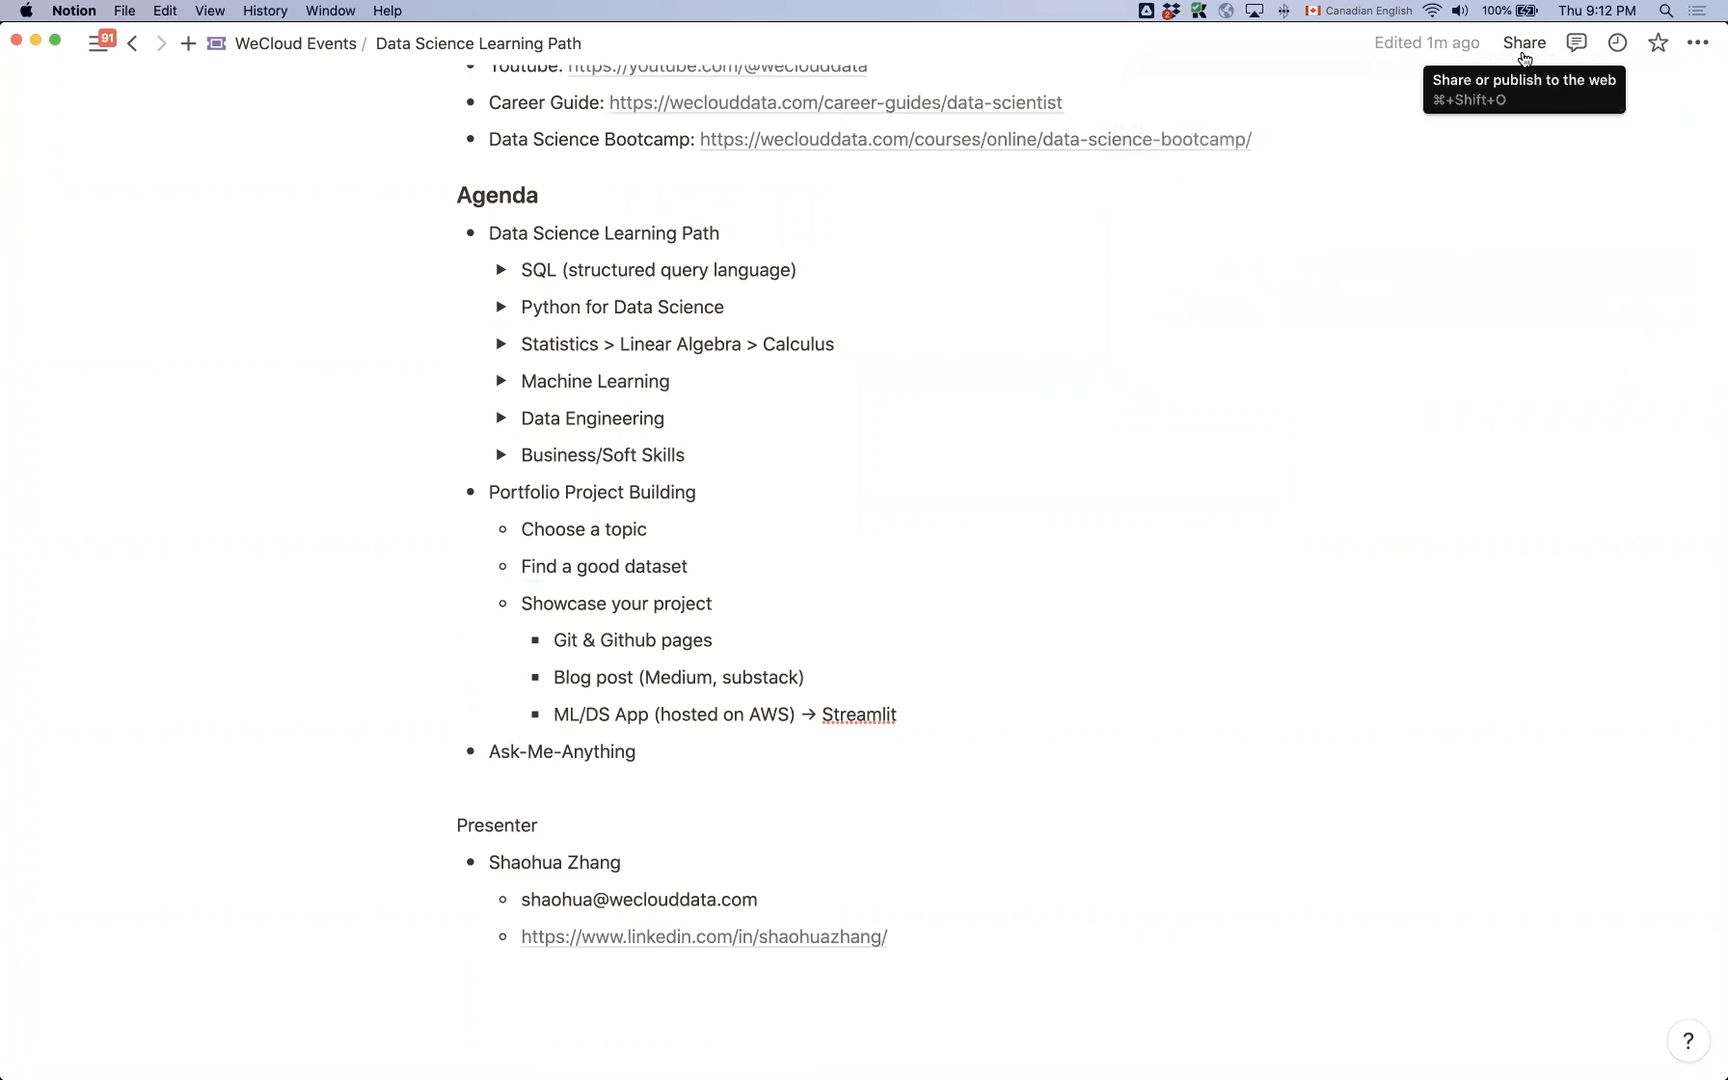 Notion File Edit View History Window Help Canadian English 100% Thu 9:12 PM
91 WeCloud Events / Data Science Learning Path Edited 1m ago Share
Share or publish to the web
⌘+Shift+O
• Youtube: https://youtube.com/@weclouddata
• Career Guide: https://weclouddata.com/career-guides/data-scientist
• Data Science Bootcamp: https://weclouddata.com/courses/online/data-science-bootcamp/
Agenda
• Data Science Learning Path
▶ SQL (structured query language)
▶ Python for Data Science
▶ Statistics > Linear Algebra > Calculus
▶ Machine Learning
▶ Data Engineering
▶ Business/Soft Skills
• Portfolio Project Building
◦ Choose a topic
◦ Find a good dataset
◦ Showcase your project
▪ Git & Github pages
▪ Blog post (Medium, substack)
▪ ML/DS App (hosted on AWS) → Streamlit
• Ask-Me-Anything
Presenter
• Shaohua Zhang
◦ shaohua@weclouddata.com
◦ https://www.linkedin.com/in/shaohuazhang/
?